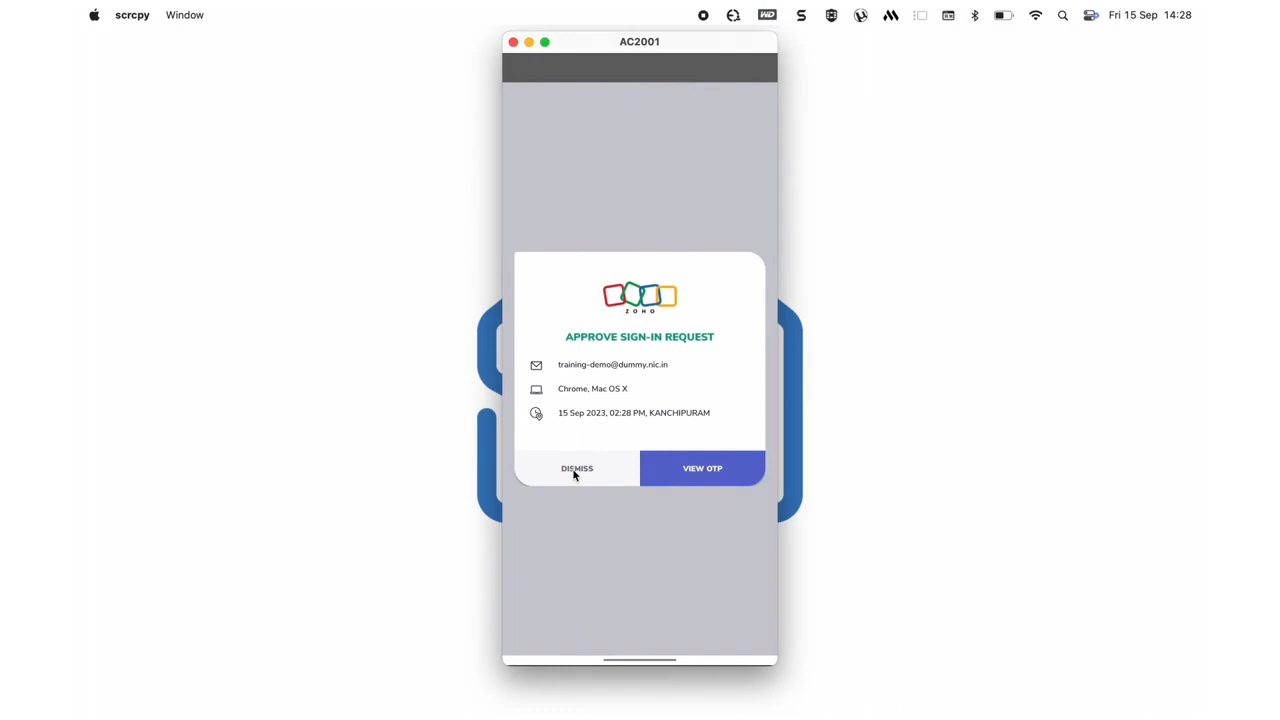 scrcpy Window WD S Fri 15 Sep 14:28
AC2001
ZOHO
APPROVE SIGN-IN REQUEST
training-demo@dummy.nic.in
Chrome, Mac OS X
15 Sep 2023, 02:28 PM, KANCHIPURAM
DISMISS VIEW OTP